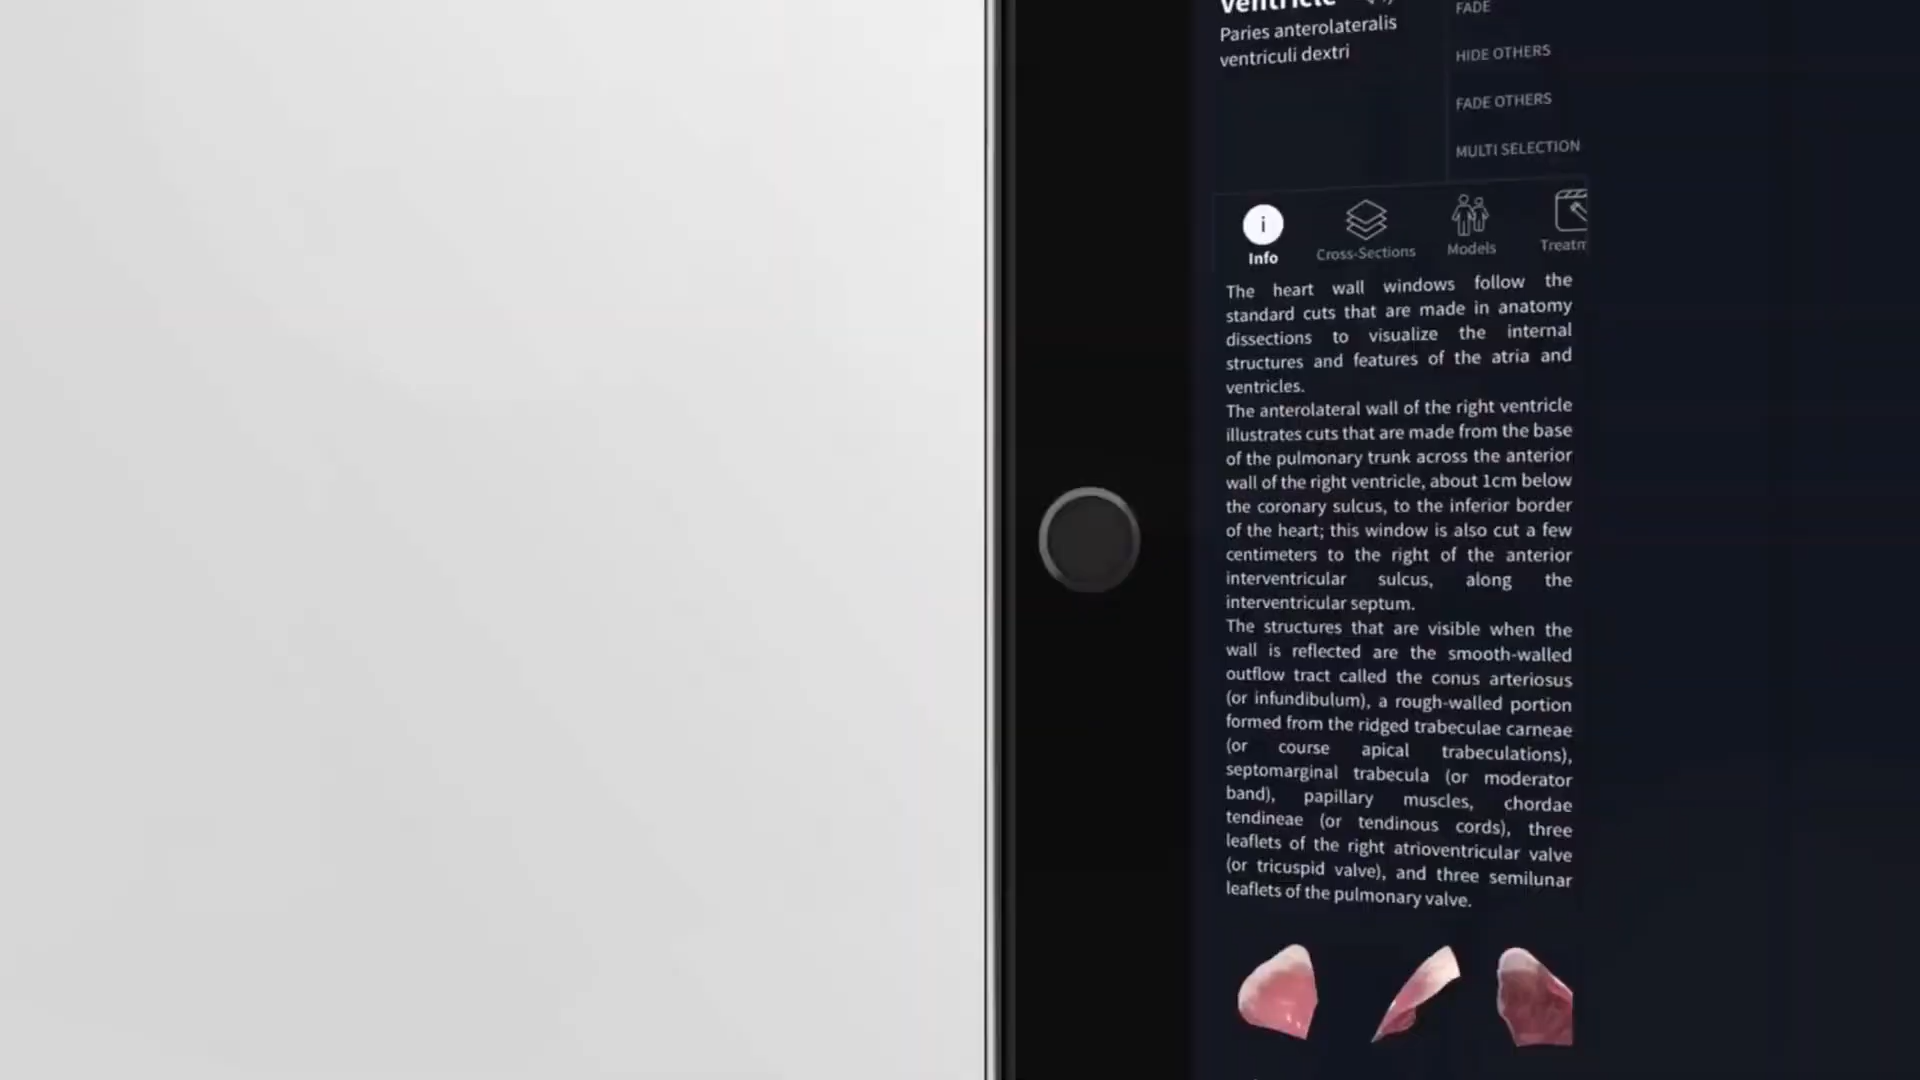 Ventricle
Paries anterolateralis
ventriculi dextri
FADE
HIDE OTHERS
FADE OTHERS
MULTI SELECTION
i
Info
Cross-Sections
Models
Treatm
The heart wall windows follow the
standard cuts that are made in anatomy
dissections to visualize the internal
structures and features of the atria and
ventricles.
The anterolateral wall of the right ventricle
illustrates cuts that are made from the base
of the pulmonary trunk across the anterior
wall of the right ventricle, about 1cm below
the coronary sulcus, to the inferior border
of the heart; this window is also cut a few
centimeters to the right of the anterior
interventricular sulcus, along the
interventricular septum.
The structures that are visible when the
wall is reflected are the smooth-walled
outflow tract called the conus arteriosus
(or infundibulum), a rough-walled portion
formed from the ridged trabeculae carneae
(or course apical trabeculations),
septomarginal trabecula (or moderator
band), papillary muscles, chordae
tendineae (or tendinous cords), three
leaflets of the right atrioventricular valve
(or tricuspid valve), and three semilunar
leaflets of the pulmonary valve.